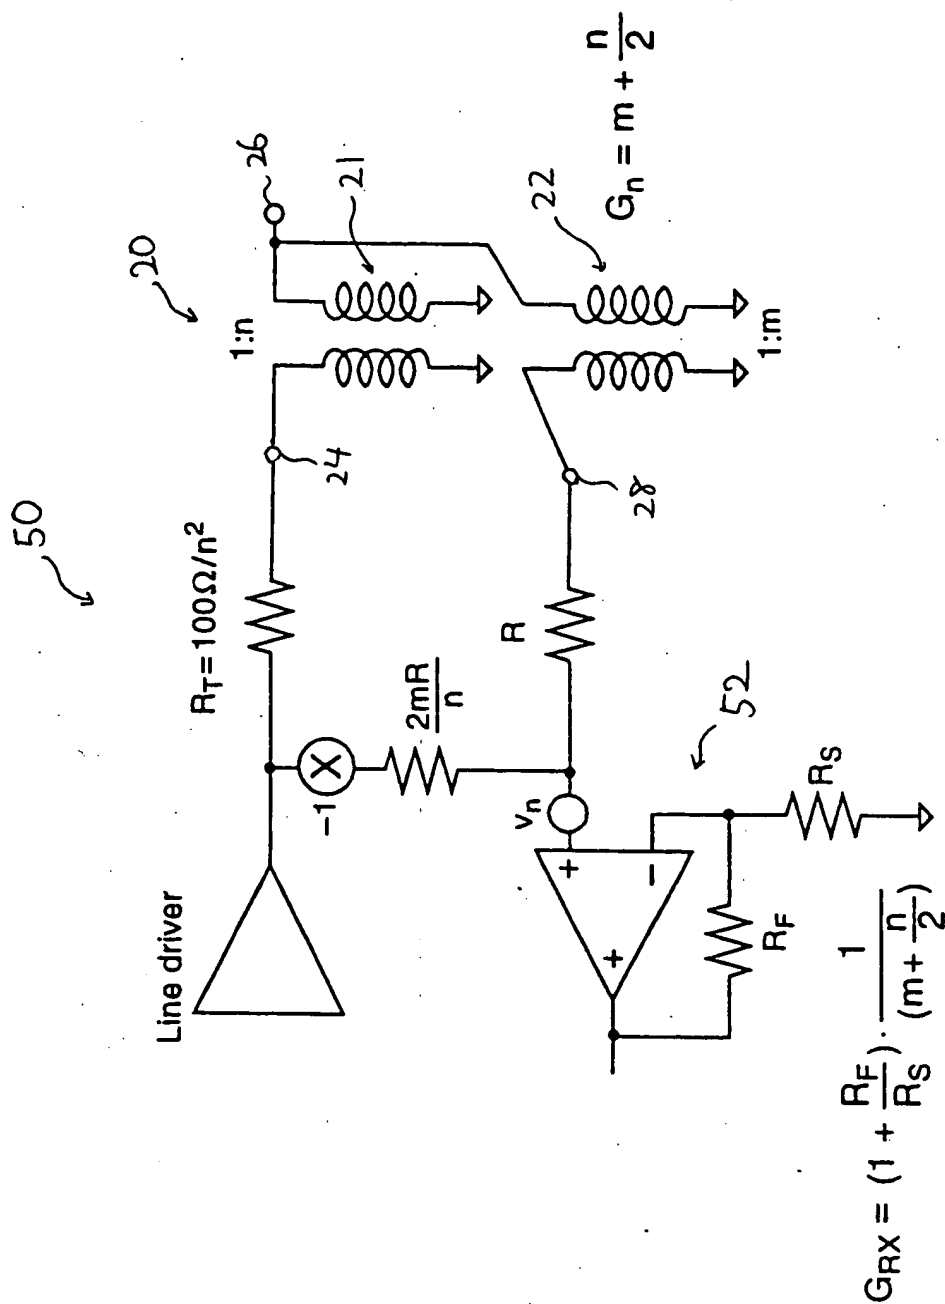 50
20
Line driver
R_T = 100Ω/n²
24
1:n
26
21
-1
X
2mR/n
R
28
22
1:m
G_n = m + n/2
v_n
+
-
+
52
R_F
R_S
G_RX = (1 + R_F/R_S) · 1/(m + n/2)